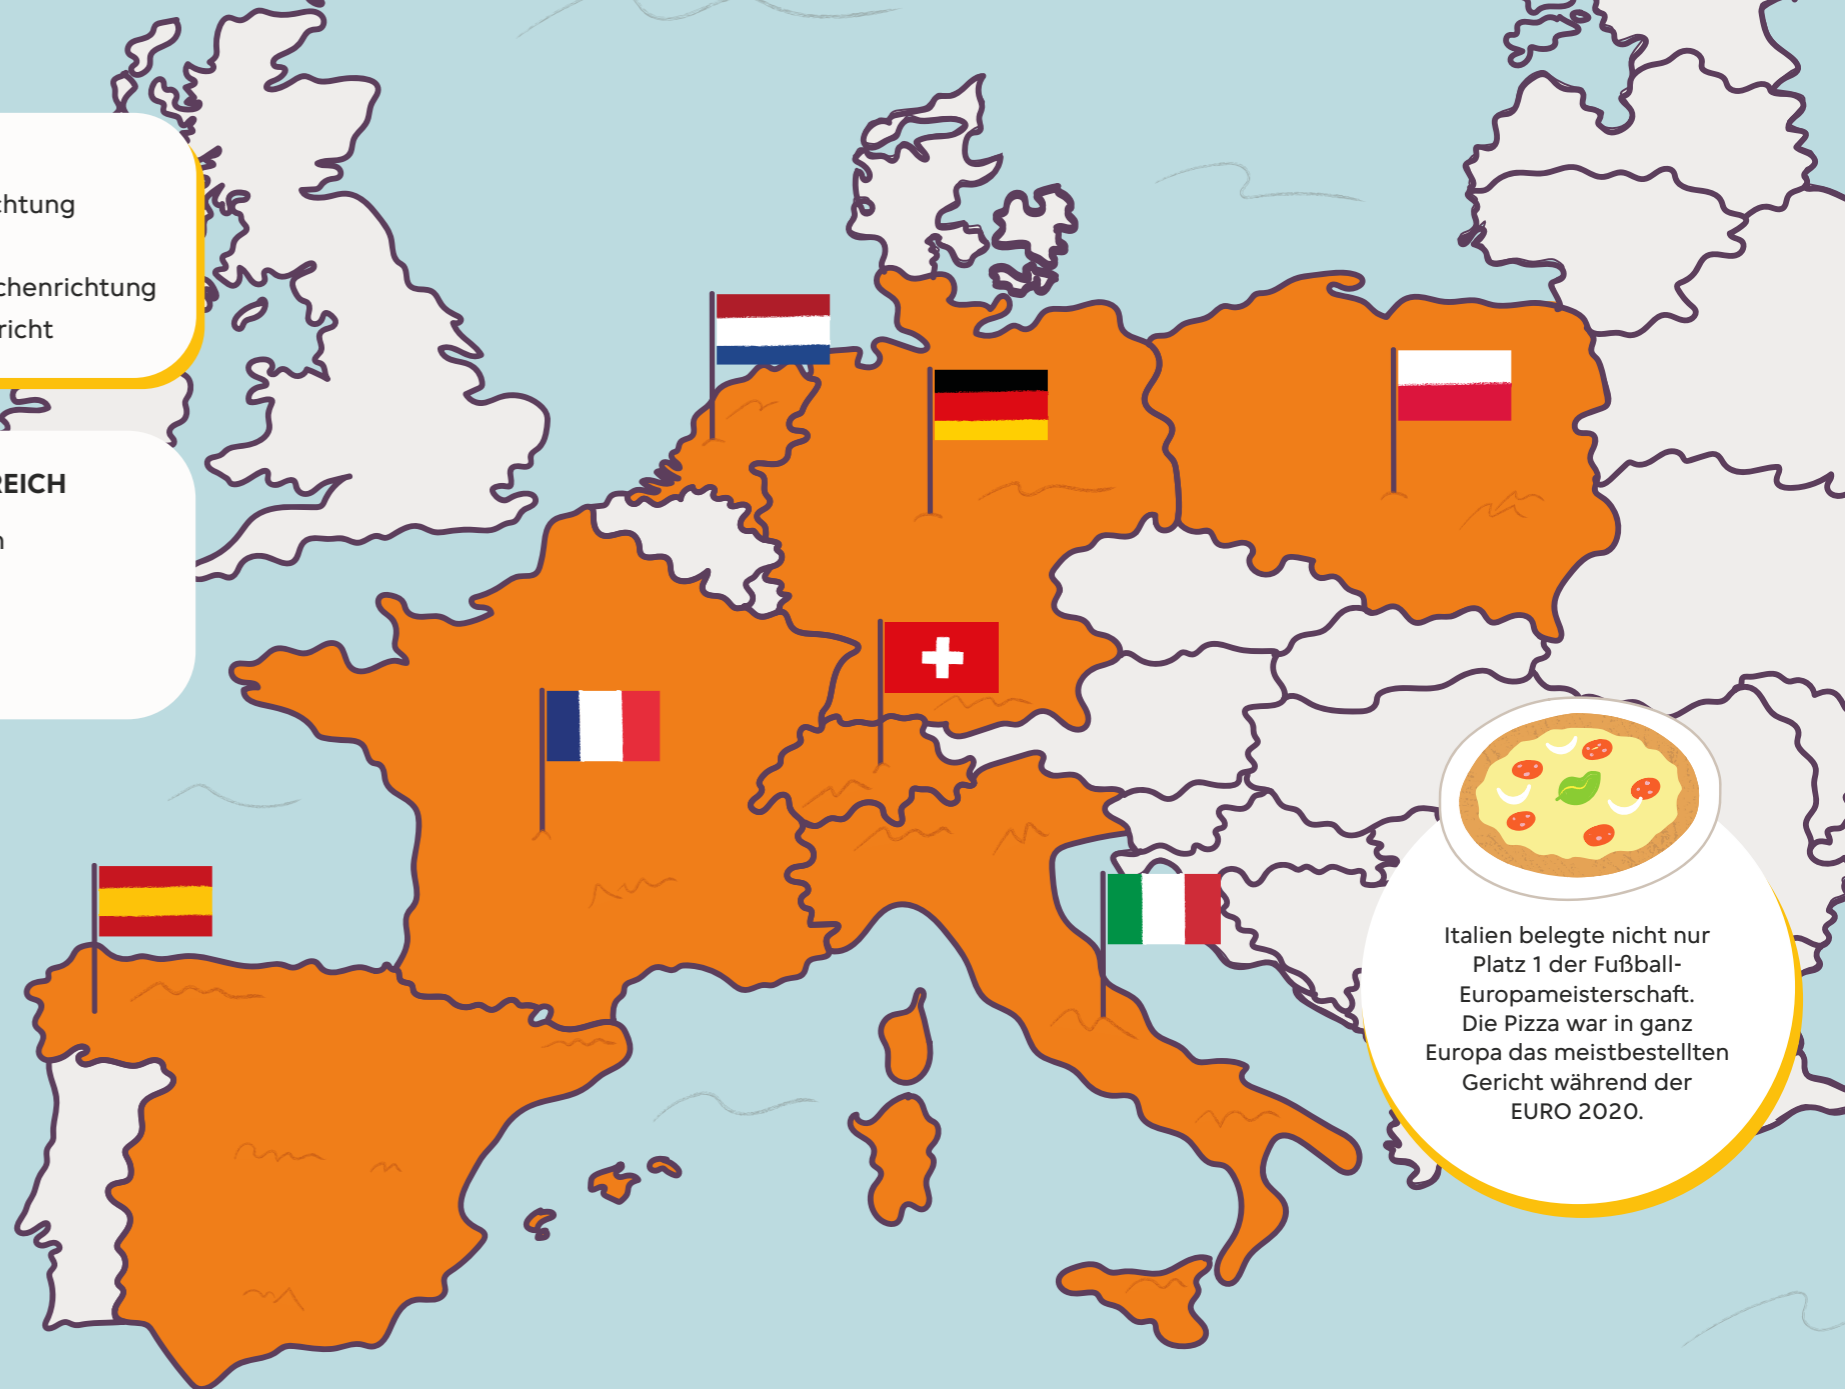 chtung
chenrichtung
richt
REICH
n
Italien belegte nicht nur
Platz 1 der Fußball-
Europameisterschaft.
Die Pizza war in ganz
Europa das meistbestellten
Gericht während der
EURO 2020.